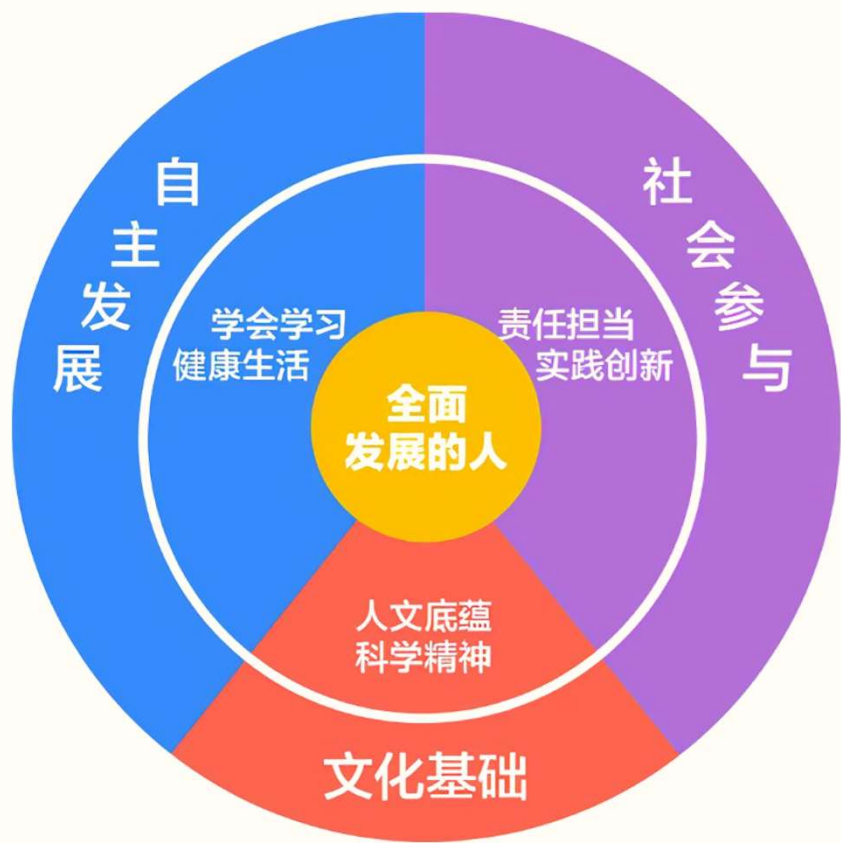 自主发展
社会参与
学会学习
健康生活
责任担当
实践创新
全面
发展的人
人文底蕴
科学精神
文化基础